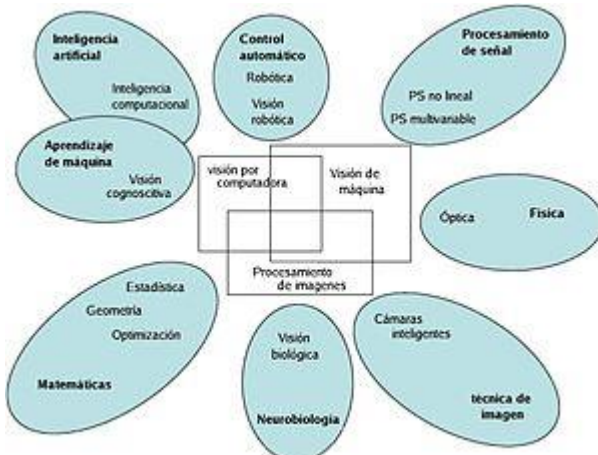 Inteligencia
artificial
Inteligencia
computacional
Control
automático
Robótica
Visión
robótica
Procesamiento
de señal
PS no lineal
PS multivariable
Aprendizaje
de máquina
Visión
cognoscitiva
visión por
computadora
Visión de
máquina
Procesamiento
de imagenes
Óptica
Física
Estadística
Geometría
Optimización
Matemáticas
Visión
biológica
Neurobiología
Cámaras
inteligentes
técnica de
imagen